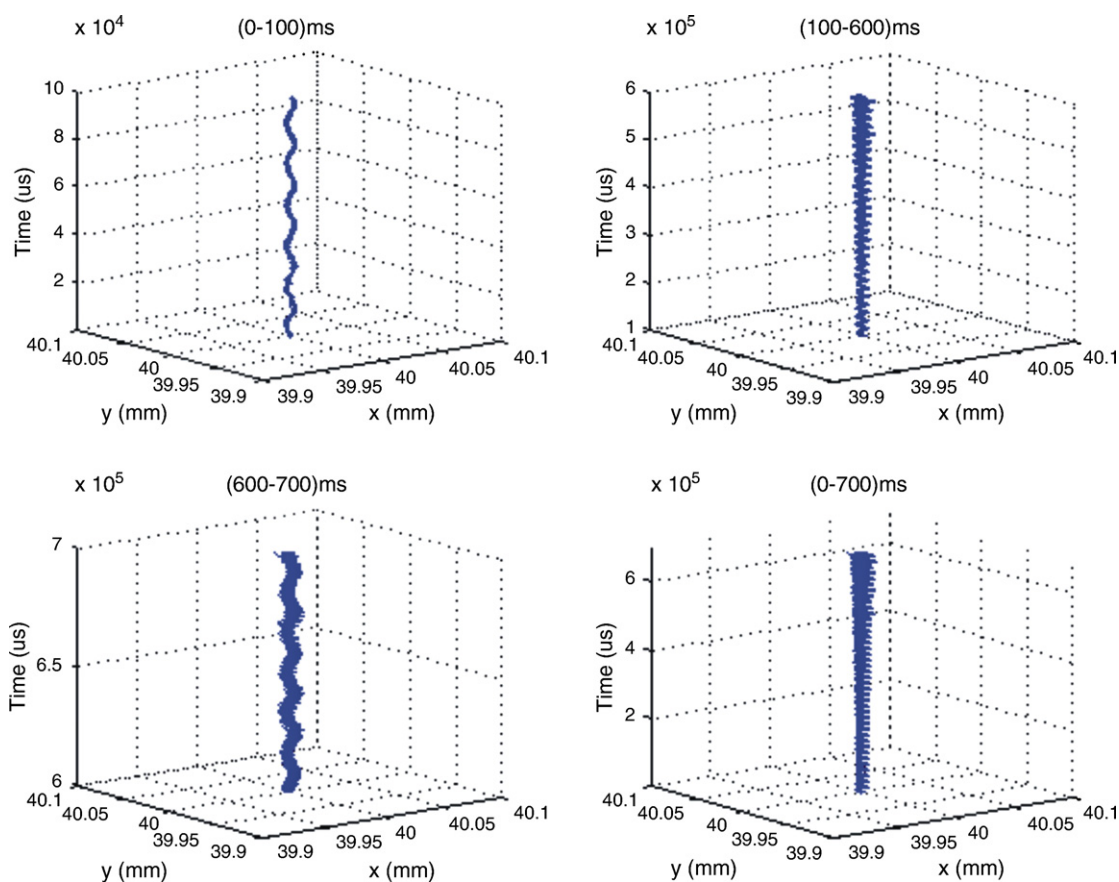 x 10⁴
(0-100)ms
10
8
6
4
2
Time (us)
40.1
40.05
40
39.95
39.9
y (mm)
39.9
39.95
40
40.05
40.1
x (mm)
x 10⁵
(100-600)ms
6
5
4
3
2
1
Time (us)
40.1
40.05
40
39.95
39.9
y (mm)
39.9
39.95
40
40.05
40.1
x (mm)
x 10⁵
(600-700)ms
7
6.5
6
Time (us)
40.1
40.05
40
39.95
39.9
y (mm)
39.9
39.95
40
40.05
40.1
x (mm)
x 10⁵
(0-700)ms
6
4
2
Time (us)
40.1
40.05
40
39.95
39.9
y (mm)
39.9
39.95
40
40.05
40.1
x (mm)